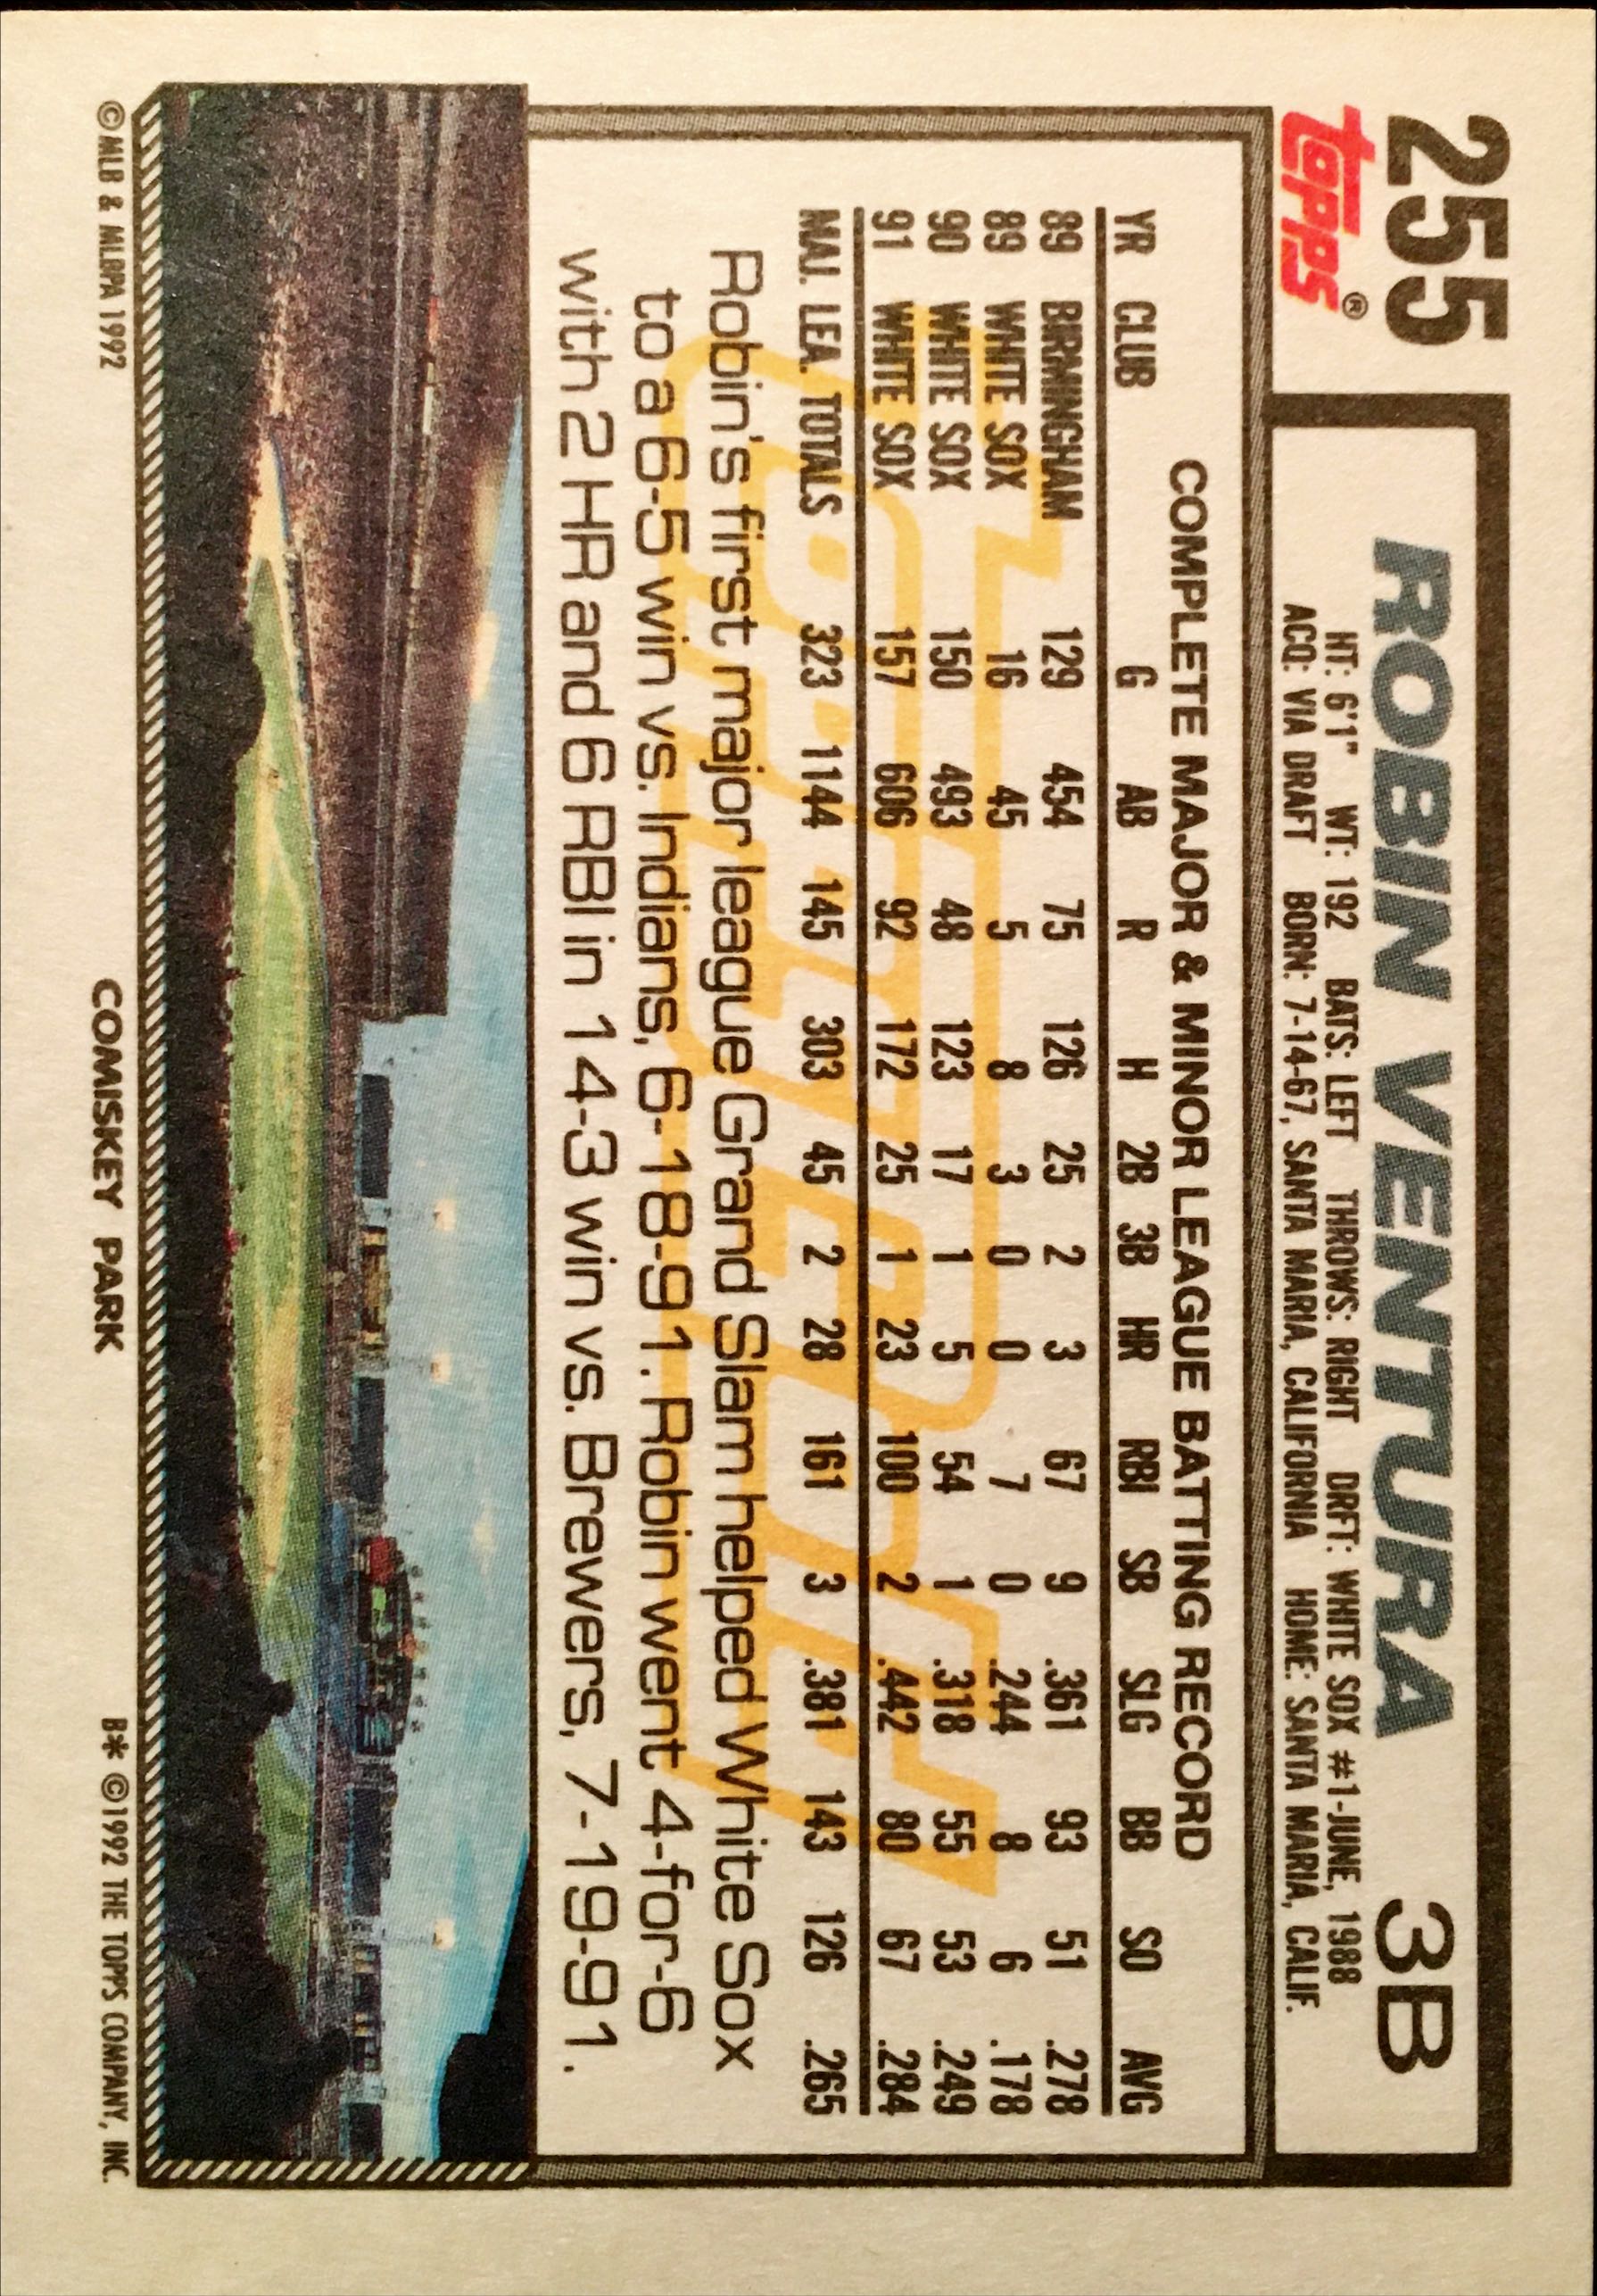 255
topps®
ROBIN VENTURA 3B
HT: 6'1" WT: 192 BATS: LEFT THROWS: RIGHT DRFT: WHITE SOX #1-JUNE, 1988
ACQ: VIA DRAFT BORN: 7-14-67, SANTA MARIA, CALIFORNIA HOME: SANTA MARIA, CALIF.
COMPLETE MAJOR & MINOR LEAGUE BATTING RECORD
YR CLUB G AB R H 2B 3B HR RBI SB SLG BB SO AVG
89 BIRMINGHAM 129 454 75 126 25 2 3 67 9 .361 93 51 .278
89 WHITE SOX 16 45 5 8 3 0 0 7 0 .244 8 6 .178
90 WHITE SOX 150 493 48 123 17 1 5 54 1 .318 55 53 .249
91 WHITE SOX 157 606 92 172 25 1 23 100 2 .442 80 67 .284
MAJ. LEA. TOTALS 323 1144 145 303 45 2 28 161 3 .381 143 126 .265
Robin's first major league Grand Slam helped White Sox
to a 6-5 win vs. Indians, 6-18-91. Robin went 4-for-6
with 2 HR and 6 RBI in 14-3 win vs. Brewers, 7-19-91.
© MLB & MLBPA 1992 COMISKEY PARK B* ©1992 THE TOPPS COMPANY, INC.